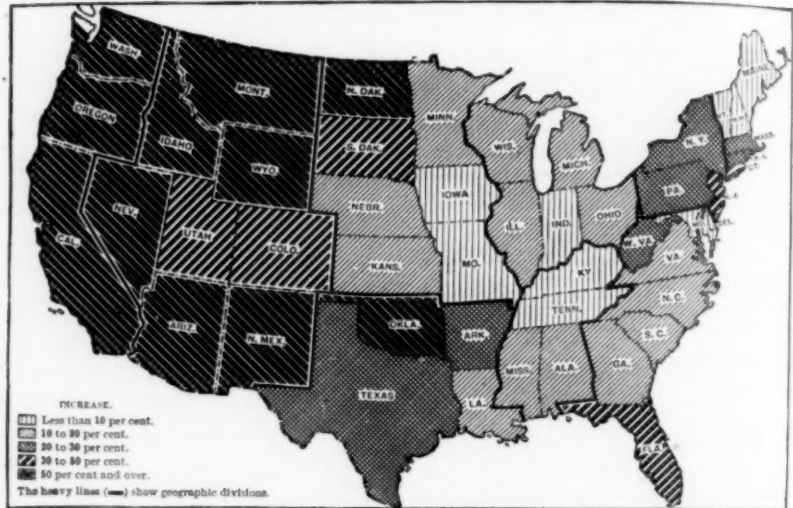 WASH.
MONT.
N. DAK.
MINN.
MAINE
OREGON
IDAHO
S. DAK.
WIS.
MICH.
N. Y.
MASS.
WYO.
CT.
NEBR.
IOWA
PA.
N. J.
NEV.
UTAH
COLO.
ILL.
IND.
OHIO
DEL.
CAL.
KANS.
MO.
KY.
W. VA.
VA.
TENN.
N. C.
ARIZ.
N. MEX.
OKLA.
ARK.
S. C.
TEXAS
MISS.
ALA.
GA.
LA.
FLA.
INCREASE.
Less than 10 per cent.
10 to 20 per cent.
20 to 30 per cent.
30 to 50 per cent.
50 per cent and over.
The heavy lines (▬) show geographic divisions.